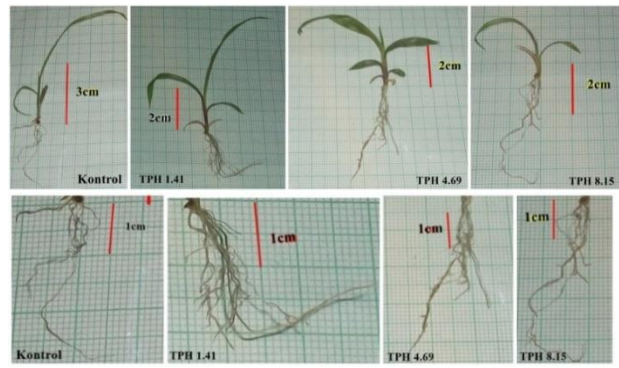 3cm
Kontrol
2cm
TPH 1.41
2cm
TPH 4.69
2cm
TPH 8.15
1cm
Kontrol
1cm
TPH 1.41
1cm
TPH 4.69
1cm
TPH 8.15